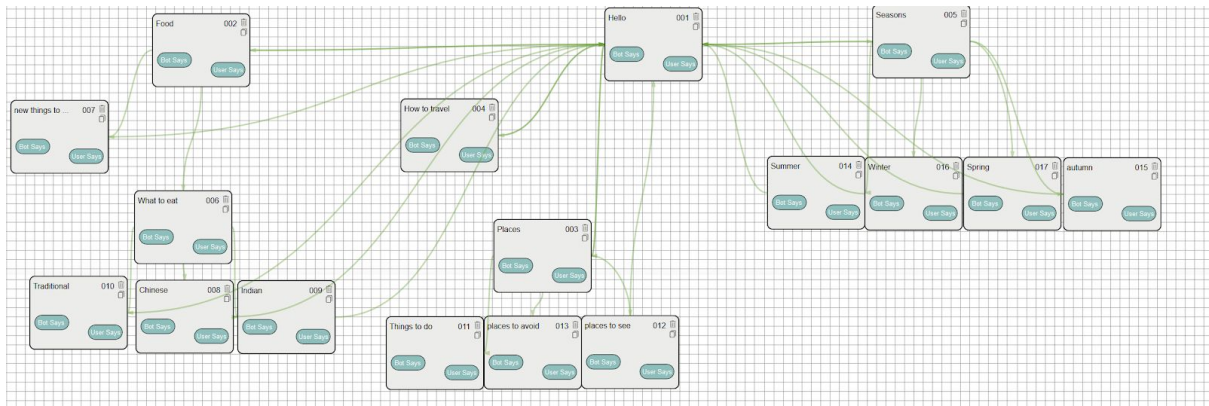 Food 002
Bot Says
User Says
Hello 001
Bot Says
User Says
Seasons 005
Bot Says
User Says
new things to ... 007
Bot Says
User Says
How to travel 004
Bot Says
User Says
Summer 014
Bot Says
User Says
Winter 016
Bot Says
User Says
Spring 017
Bot Says
User Says
autumn 015
Bot Says
User Says
What to eat 006
Bot Says
User Says
Places 003
Bot Says
User Says
Traditional 010
Bot Says
User Says
Chinese 008
Bot Says
User Says
Indian 009
Bot Says
User Says
Things to do 011
Bot Says
User Says
places to avoid 013
Bot Says
User Says
places to see 012
Bot Says
User Says